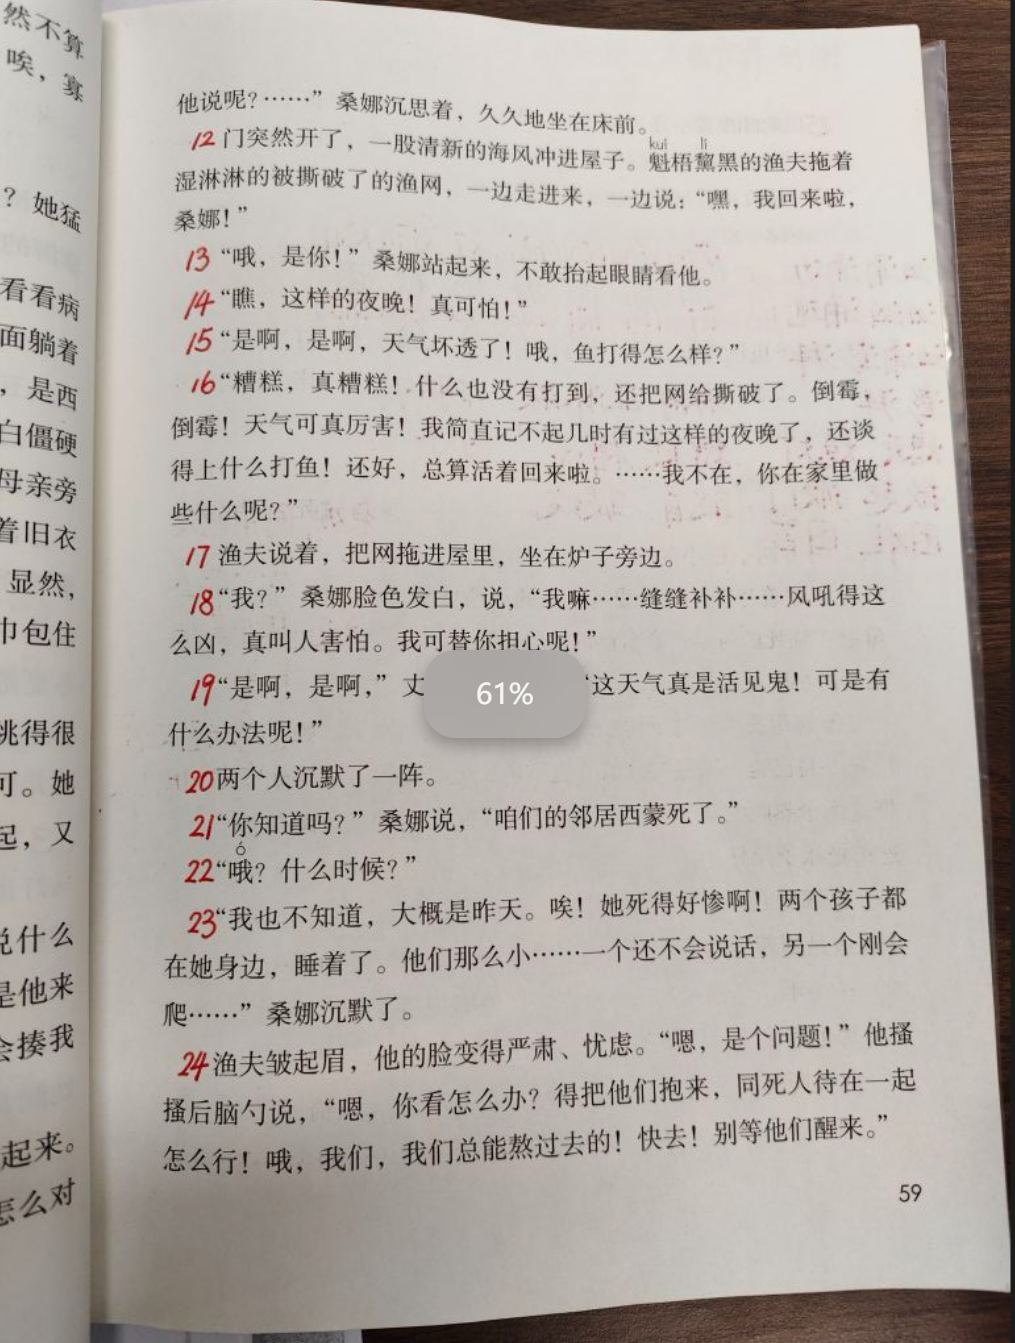 然不算
唉，寡
？她猛
看看病
面躺着
，是西
白僵硬
母亲旁
着旧衣
显然，
巾包住
跳得很
可。她
起，又
说什么
是他来
会揍我
起来。
怎么对
他说呢？……”桑娜沉思着，久久地坐在床前。
kuí lí
12 门突然开了，一股清新的海风冲进屋子。魁梧黧黑的渔夫拖着
湿淋淋的被撕破了的渔网，一边走进来，一边说：“嘿，我回来啦，
桑娜！”
13 “哦，是你！”桑娜站起来，不敢抬起眼睛看他。
14 “瞧，这样的夜晚！真可怕！”
15 “是啊，是啊，天气坏透了！哦，鱼打得怎么样？”
16 “糟糕，真糟糕！什么也没有打到，还把网给撕破了。倒霉，
倒霉！天气可真厉害！我简直记不起几时有过这样的夜晚了，还谈
得上什么打鱼！还好，总算活着回来啦。……我不在，你在家里做
些什么呢？”
17 渔夫说着，把网拖进屋里，坐在炉子旁边。
18 “我？”桑娜脸色发白，说，“我嘛……缝缝补补……风吼得这
么凶，真叫人害怕。我可替你担心呢！”
19 “是啊，是啊，”丈 61% “这天气真是活见鬼！可是有
什么办法呢！”
20 两个人沉默了一阵。
21 “你知道吗？”桑娜说，“咱们的邻居西蒙死了。”
ó
22 “哦？什么时候？”
23 “我也不知道，大概是昨天。唉！她死得好惨啊！两个孩子都
在她身边，睡着了。他们那么小……一个还不会说话，另一个刚会
爬……”桑娜沉默了。
24 渔夫皱起眉，他的脸变得严肃、忧虑。“嗯，是个问题！”他搔
搔后脑勺说，“嗯，你看怎么办？得把他们抱来，同死人待在一起
怎么行！哦，我们，我们总能熬过去的！快去！别等他们醒来。”
59